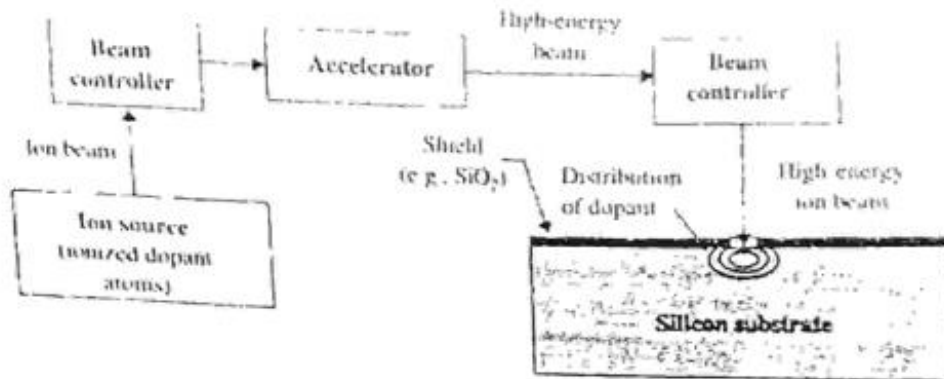 Beam
controller
Accelerator
High-energy
beam
Beam
controller
Ion beam
Ion source
(ionized dopant
atoms)
Shield
(e.g., SiO₂)
Distribution
of dopant
High-energy
ion beam
Silicon substrate